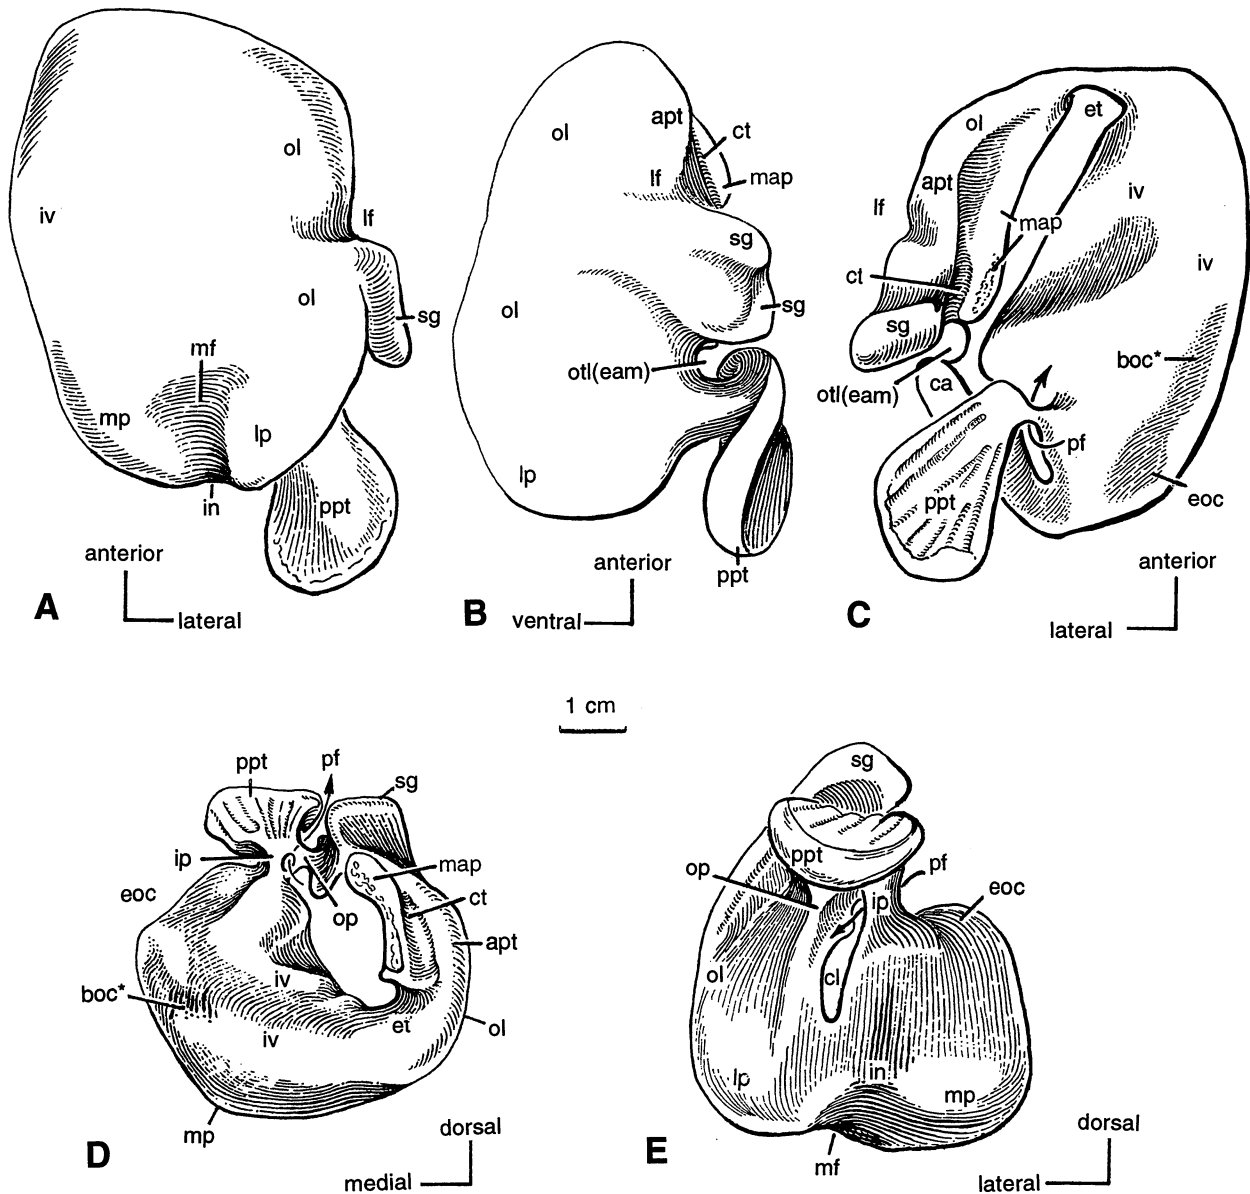 ol
iv
lf
ol
sg
mf
mp
lp
in
ppt
anterior
lateral
A
ol
apt
ct
lf
map
sg
ol
sg
otl(eam)
lp
ppt
anterior
ventral
B
et
ol
apt
iv
lf
map
iv
ct
sg
boc*
otl(eam)
ca
pf
ppt
eoc
anterior
lateral
C
1 cm
ppt
pf
sg
ip
map
eoc
ct
op
apt
iv
boc*
et
ol
iv
mp
dorsal
medial
D
sg
ppt
pf
op
eoc
ip
ol
cl
lp
in
mp
mf
dorsal
lateral
E